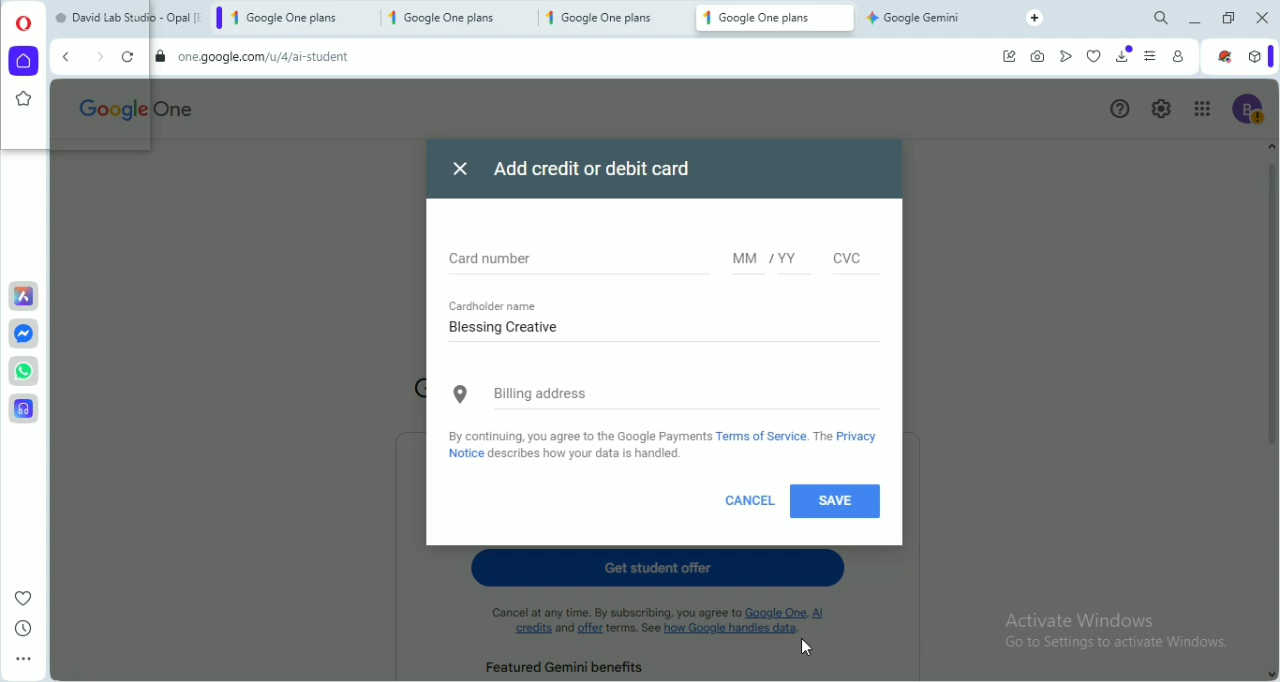 David Lab Studio - Opal [E
Google One plans
Google One plans
Google One plans
Google One plans
Google Gemini
one.google.com/u/4/ai-student
Google One
B
Add credit or debit card
Card number
MM / YY
CVC
Cardholder name
Blessing Creative
Billing address
By continuing, you agree to the Google Payments Terms of Service. The Privacy
Notice describes how your data is handled.
CANCEL
SAVE
Get student offer
Cancel at any time. By subscribing, you agree to Google One, AI
credits and offer terms. See how Google handles data.
Featured Gemini benefits
Activate Windows
Go to Settings to activate Windows.